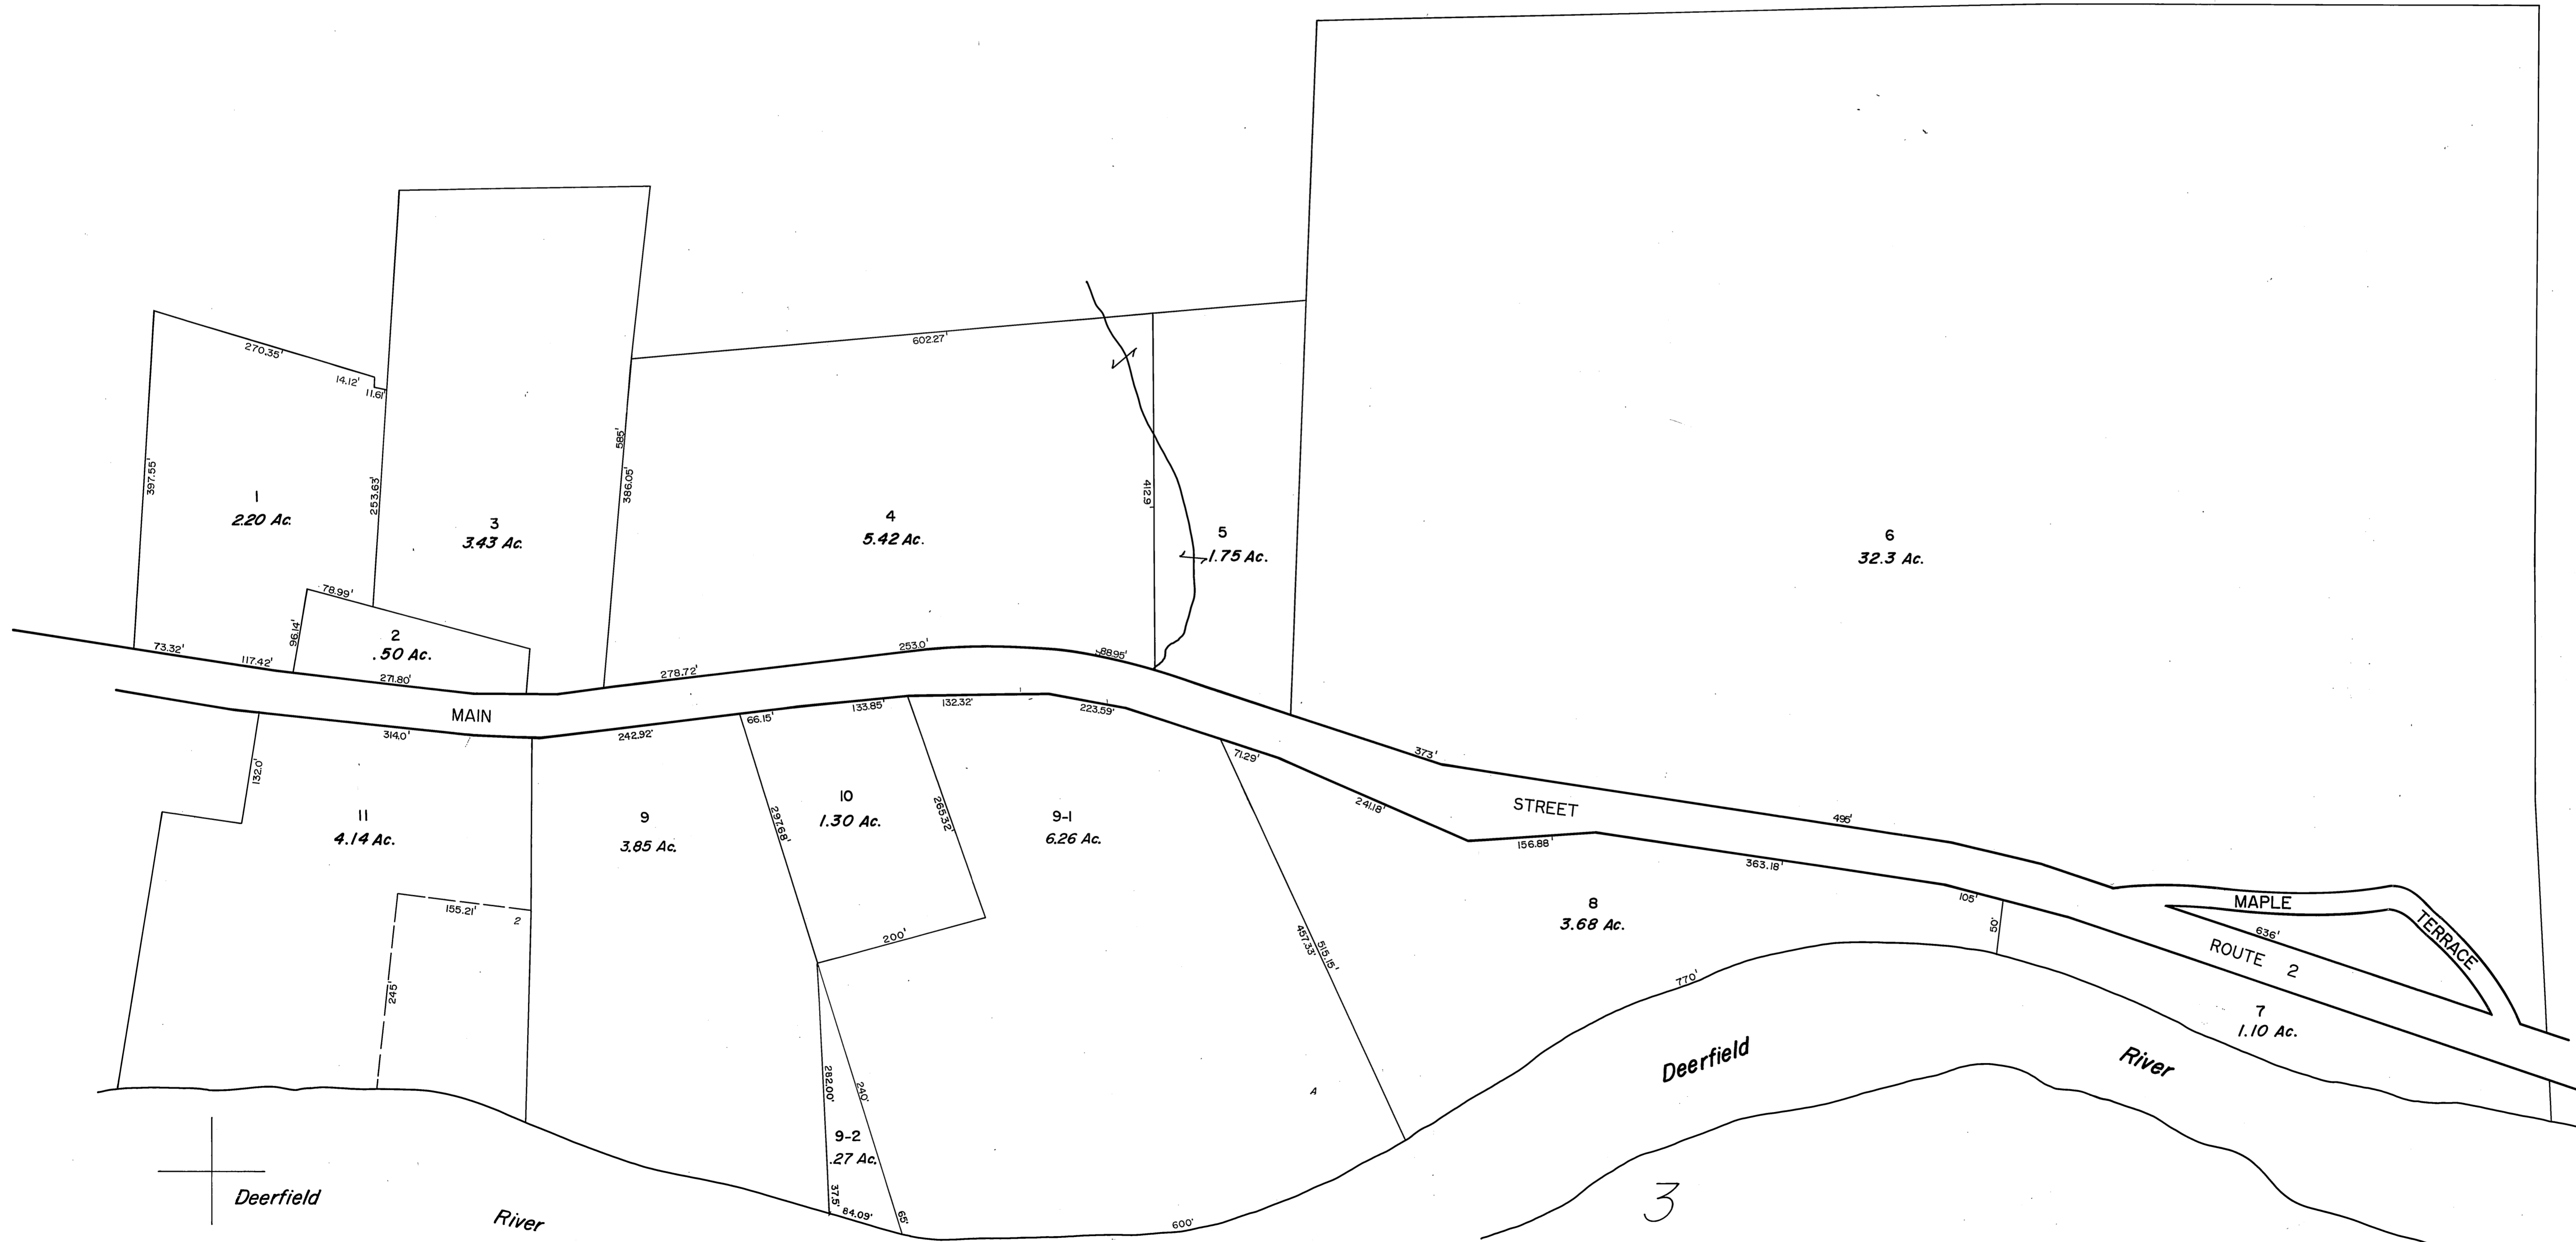 270.35'
14.12'
11.61'
397.55'
253.63'
585'
386.05'
602.27'
412.9'
1
2.20 Ac.
3
3.43 Ac.
4
5.42 Ac.
5
1.75 Ac.
6
32.3 Ac.
78.99'
96.14'
2
.50 Ac.
73.32'
117.42'
271.80'
278.72'
253.0'
88.95'
373'
495'
MAIN
STREET
MAPLE
TERRACE
636'
ROUTE 2
314.0'
242.92'
66.15'
133.85'
132.32'
223.59'
71.29'
241.18'
156.88'
363.18'
105'
50'
132.0'
11
4.14 Ac.
9
3.85 Ac.
10
1.30 Ac.
297.68'
265.32'
200'
9-1
6.26 Ac.
8
3.68 Ac.
457.33'
515.15'
770'
7
1.10 Ac.
155.21'
2
245'
282.00'
240'
9-2
.27 Ac.
37.5'
84.09'
65'
600'
A
Deerfield
River
Deerfield
River
3